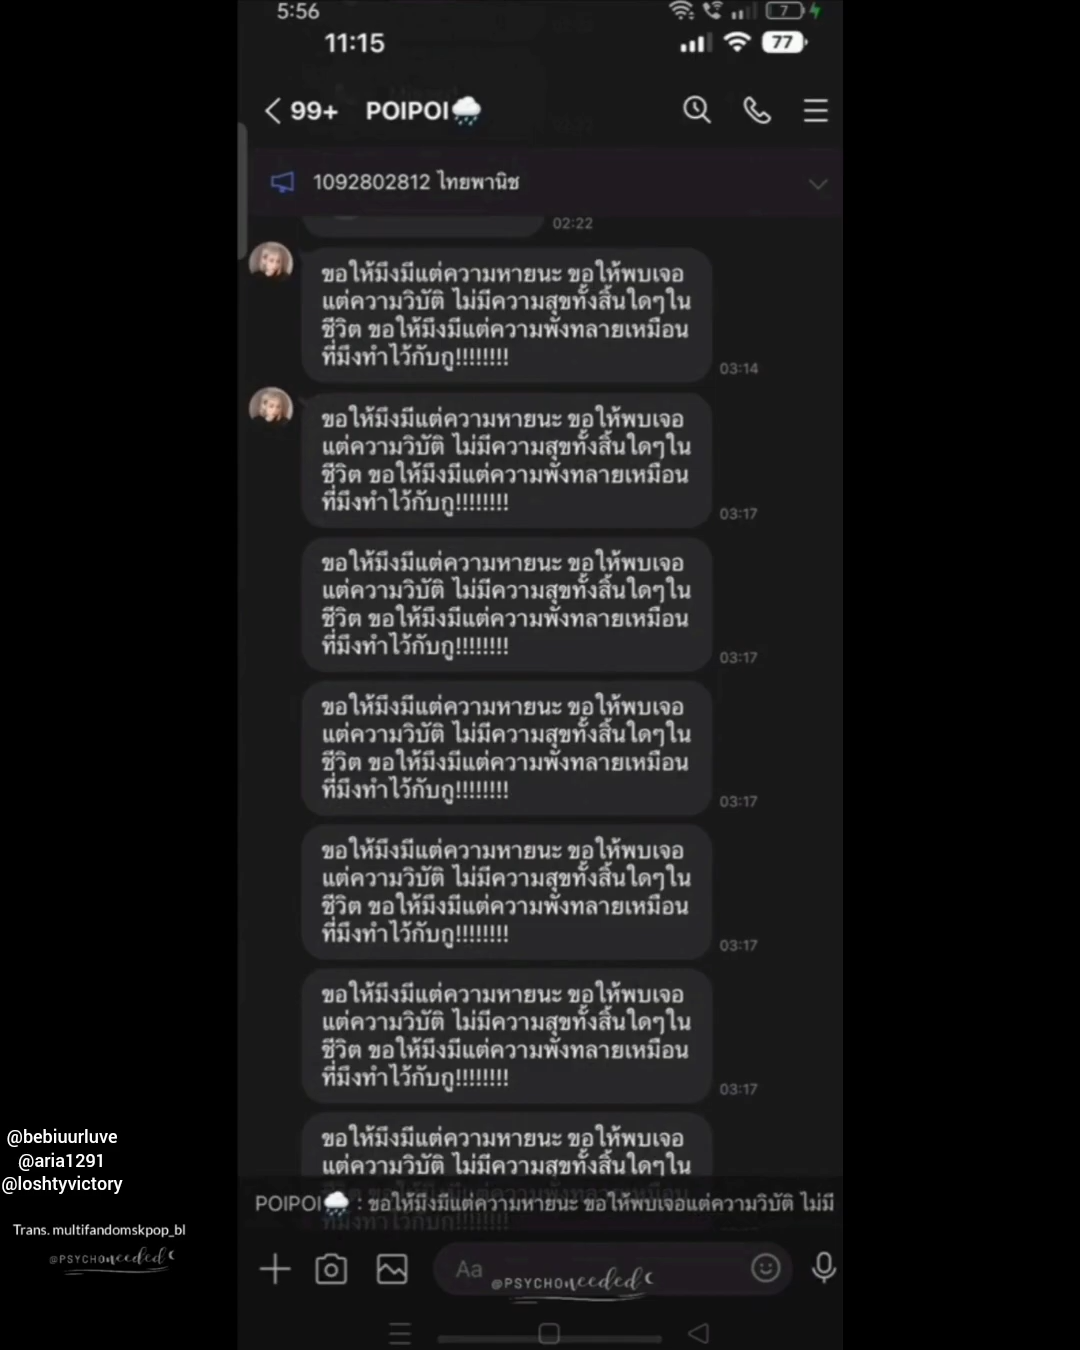 5:56
7
11:15
77
99+ POIPOI🌧️
1092802812 ไทยพานิช
02:22
ขอให้มึงมีแต่ความหายนะ ขอให้พบเจอ
แต่ความวิบัติ ไม่มีความสุขทั้งสิ้นใดๆใน
ชีวิต ขอให้มึงมีแต่ความพังทลายเหมือน
ที่มึงทำไว้กับกู!!!!!!!!
03:14
ขอให้มึงมีแต่ความหายนะ ขอให้พบเจอ
แต่ความวิบัติ ไม่มีความสุขทั้งสิ้นใดๆใน
ชีวิต ขอให้มึงมีแต่ความพังทลายเหมือน
ที่มึงทำไว้กับกู!!!!!!!!
03:17
ขอให้มึงมีแต่ความหายนะ ขอให้พบเจอ
แต่ความวิบัติ ไม่มีความสุขทั้งสิ้นใดๆใน
ชีวิต ขอให้มึงมีแต่ความพังทลายเหมือน
ที่มึงทำไว้กับกู!!!!!!!!
03:17
ขอให้มึงมีแต่ความหายนะ ขอให้พบเจอ
แต่ความวิบัติ ไม่มีความสุขทั้งสิ้นใดๆใน
ชีวิต ขอให้มึงมีแต่ความพังทลายเหมือน
ที่มึงทำไว้กับกู!!!!!!!!
03:17
ขอให้มึงมีแต่ความหายนะ ขอให้พบเจอ
แต่ความวิบัติ ไม่มีความสุขทั้งสิ้นใดๆใน
ชีวิต ขอให้มึงมีแต่ความพังทลายเหมือน
ที่มึงทำไว้กับกู!!!!!!!!
03:17
ขอให้มึงมีแต่ความหายนะ ขอให้พบเจอ
แต่ความวิบัติ ไม่มีความสุขทั้งสิ้นใดๆใน
ชีวิต ขอให้มึงมีแต่ความพังทลายเหมือน
ที่มึงทำไว้กับกู!!!!!!!!
03:17
ขอให้มึงมีแต่ความหายนะ ขอให้พบเจอ
แต่ความวิบัติ ไม่มีความสุขทั้งสิ้นใดๆใน
POIPOI🌧️ : ขอให้มึงมีแต่ความหายนะ ขอให้พบเจอแต่ความวิบัติ ไม่มี
Aa
@PSYCHOneeded
@bebiuurluve
@aria1291
@loshtyvictory
Trans. multifandomskpop_bl
@PSYCHOneeded